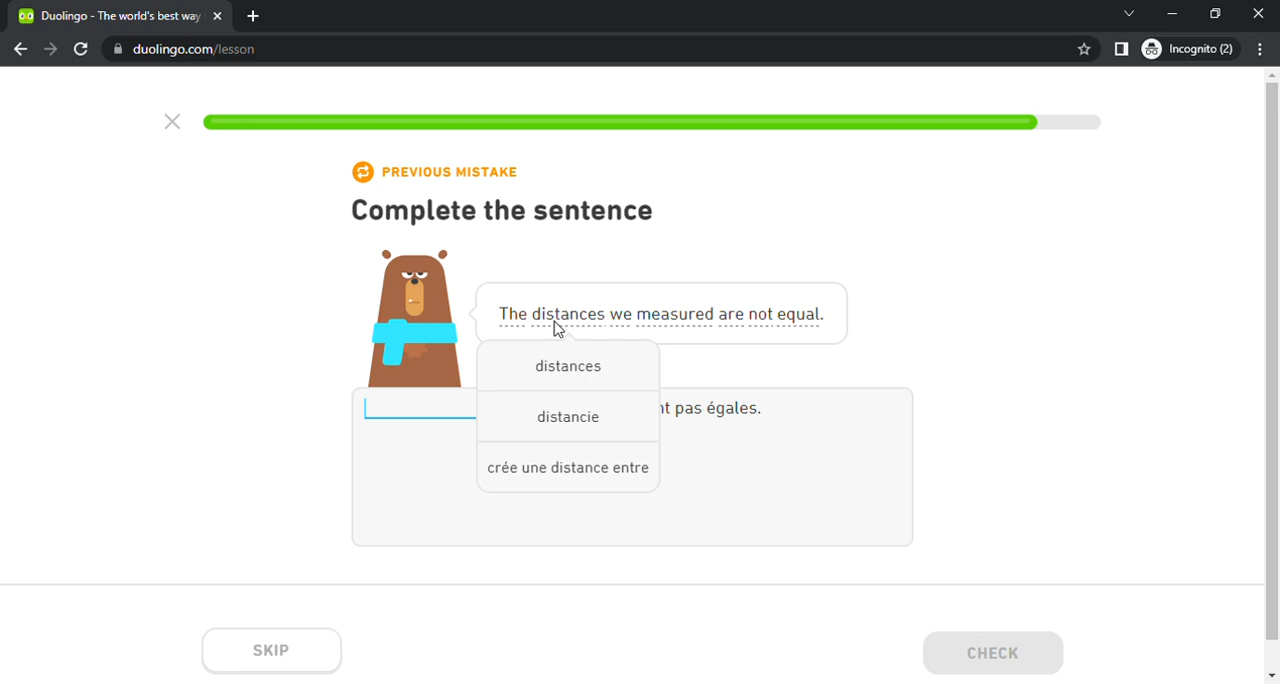 Duolingo - The world's best way
duolingo.com/lesson
Incognito (2)
PREVIOUS MISTAKE
Complete the sentence
The distances we measured are not equal.
distances
distancie
crée une distance entre
nt pas égales.
SKIP
CHECK